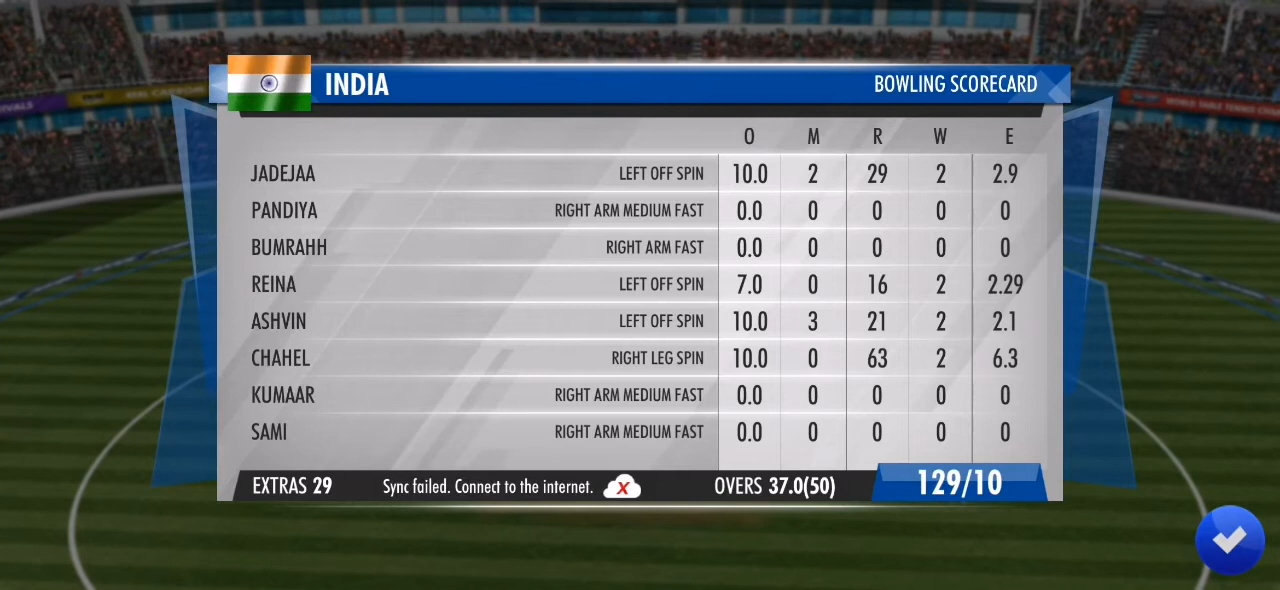 INDIA BOWLING SCORECARD
O M R W E
JADEJAA LEFT OFF SPIN 10.0 2 29 2 2.9
PANDIYA RIGHT ARM MEDIUM FAST 0.0 0 0 0 0
BUMRAHH RIGHT ARM FAST 0.0 0 0 0 0
REINA LEFT OFF SPIN 7.0 0 16 2 2.29
ASHVIN LEFT OFF SPIN 10.0 3 21 2 2.1
CHAHEL RIGHT LEG SPIN 10.0 0 63 2 6.3
KUMAAR RIGHT ARM MEDIUM FAST 0.0 0 0 0 0
SAMI RIGHT ARM MEDIUM FAST 0.0 0 0 0 0
EXTRAS 29 Sync failed. Connect to the internet. X OVERS 37.0(50) 129/10